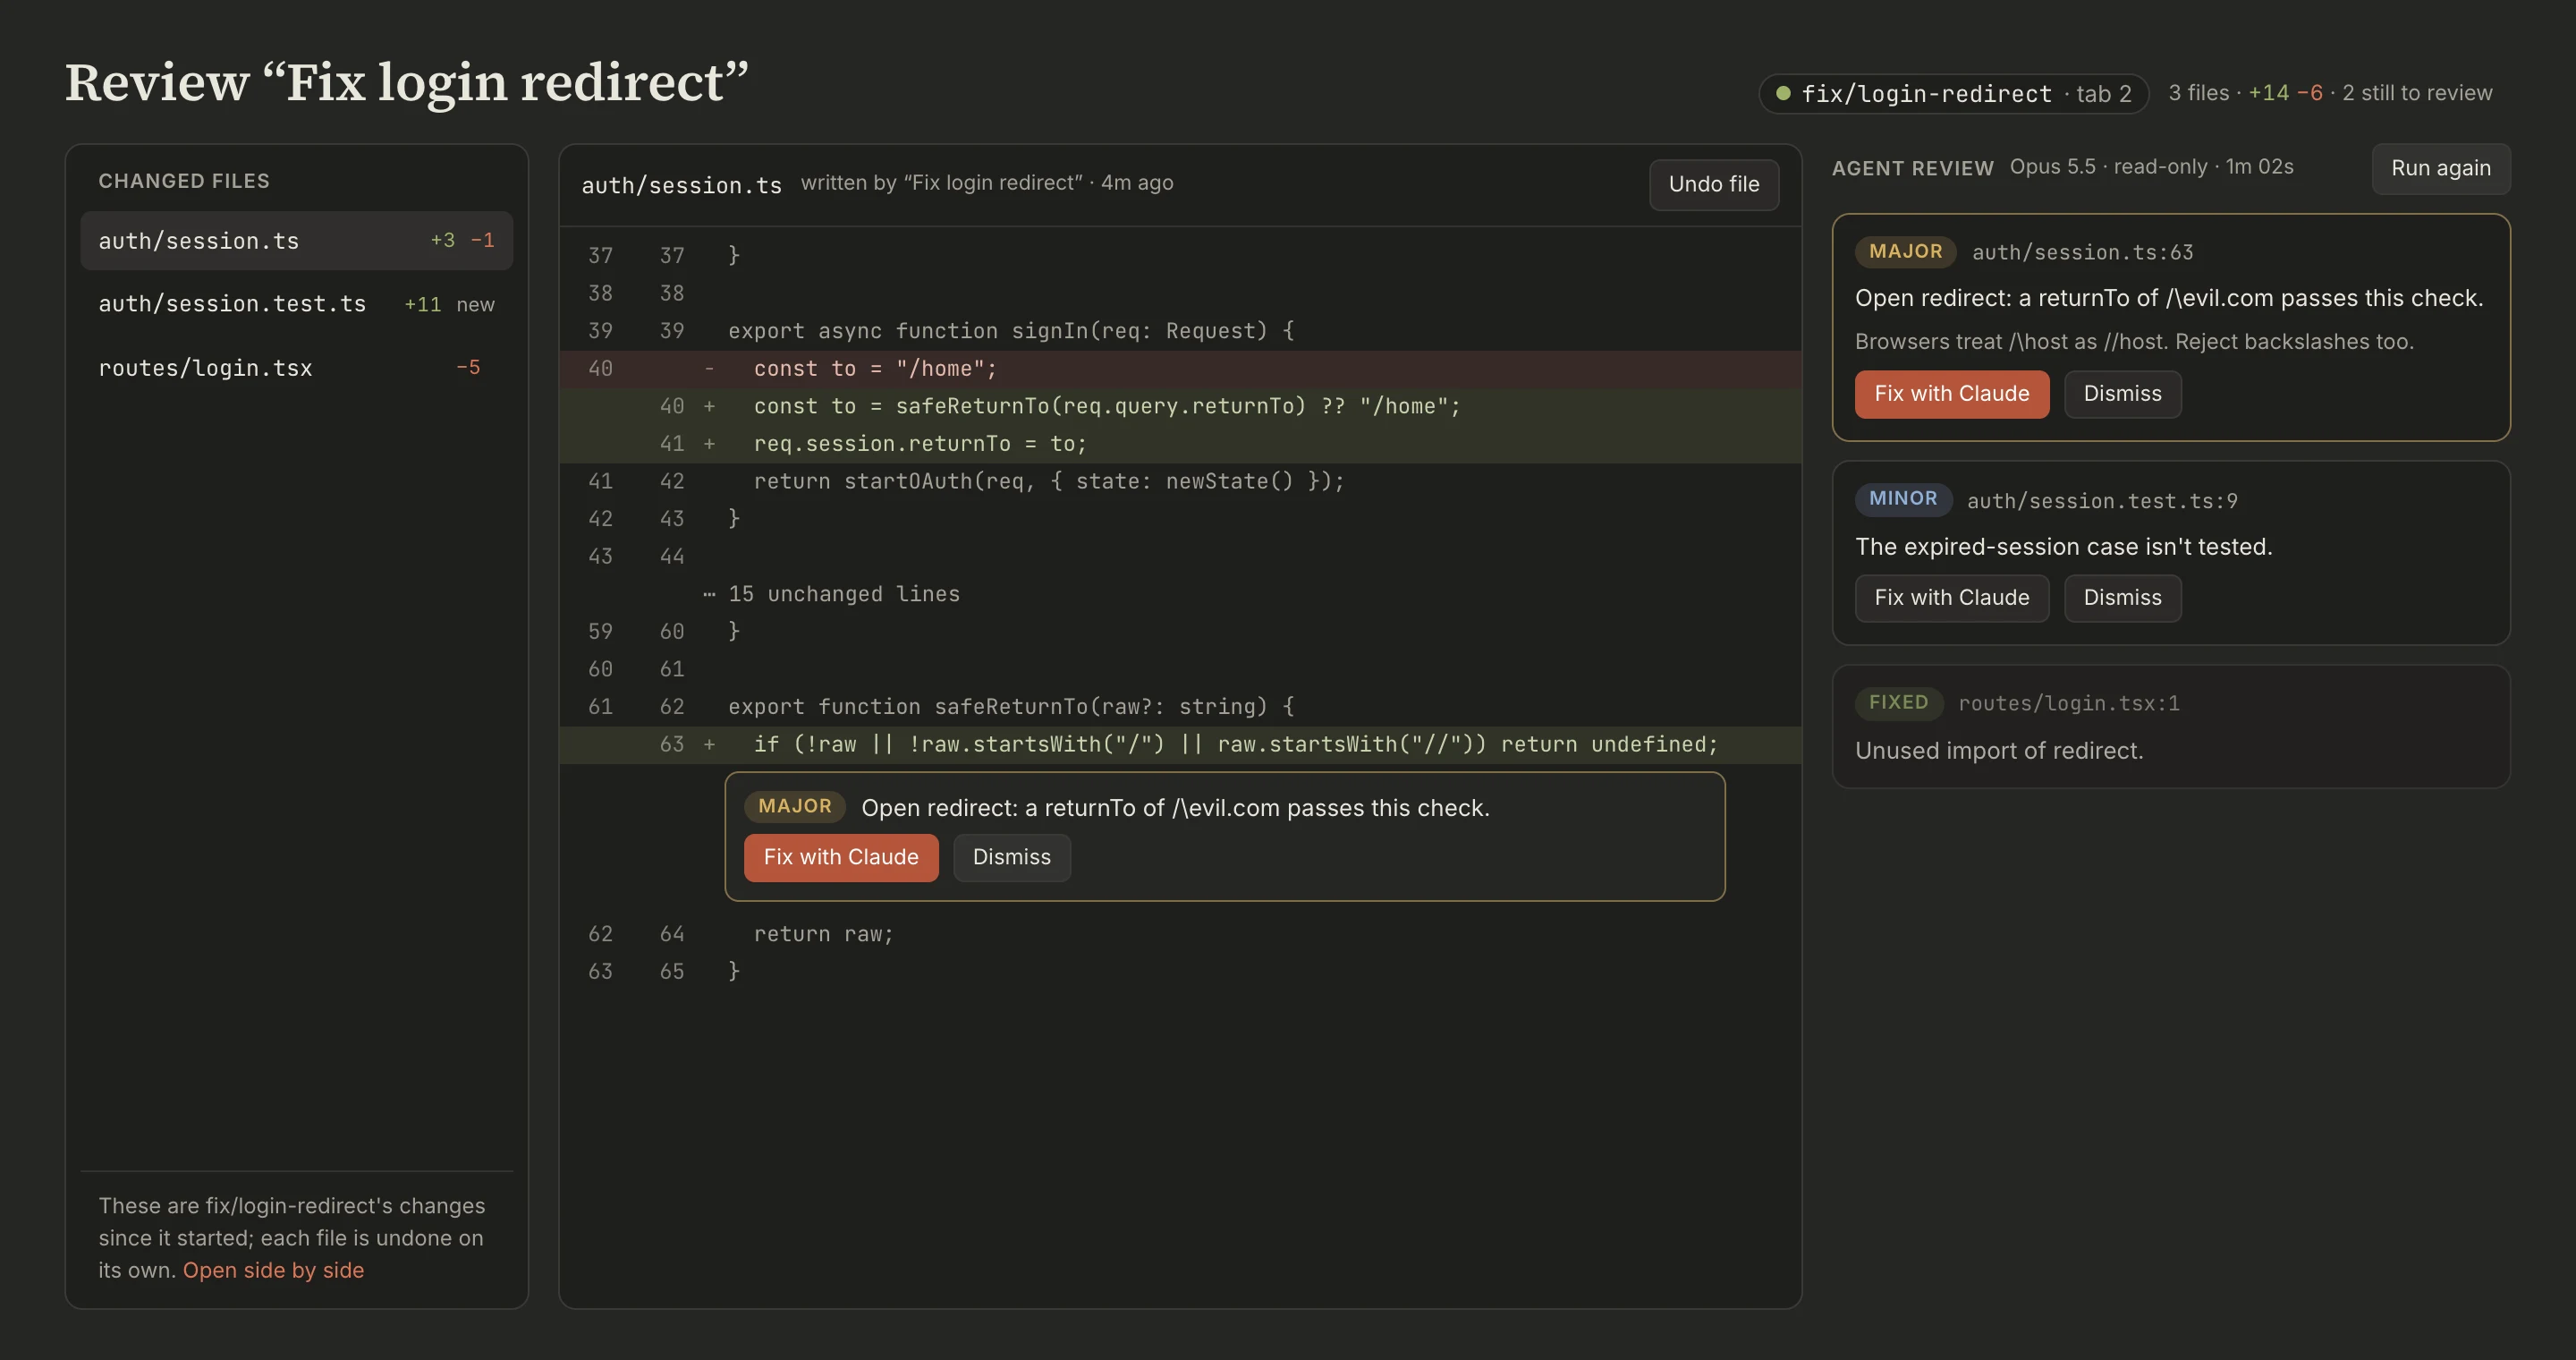 Review “Fix login redirect”
fix/login-redirect · tab 2
3 files · +14 −6 · 2 still to review
CHANGED FILES
auth/session.ts +3 −1
auth/session.test.ts +11 new
routes/login.tsx −5
These are fix/login-redirect's changes
since it started; each file is undone on
its own. Open side by side
auth/session.ts written by “Fix login redirect” · 4m ago
Undo file
37 37 }
38 38
39 39 export async function signIn(req: Request) {
40 - const to = "/home";
40 + const to = safeReturnTo(req.query.returnTo) ?? "/home";
41 + req.session.returnTo = to;
41 42 return startOAuth(req, { state: newState() });
42 43 }
43 44
⋯ 15 unchanged lines
59 60 }
60 61
61 62 export function safeReturnTo(raw?: string) {
63 + if (!raw || !raw.startsWith("/") || raw.startsWith("//")) return undefined;
MAJOR Open redirect: a returnTo of /\evil.com passes this check.
Fix with Claude Dismiss
62 64 return raw;
63 65 }
AGENT REVIEW Opus 5.5 · read-only · 1m 02s
Run again
MAJOR auth/session.ts:63
Open redirect: a returnTo of /\evil.com passes this check.
Browsers treat /\host as //host. Reject backslashes too.
Fix with Claude Dismiss
MINOR auth/session.test.ts:9
The expired-session case isn't tested.
Fix with Claude Dismiss
FIXED routes/login.tsx:1
Unused import of redirect.